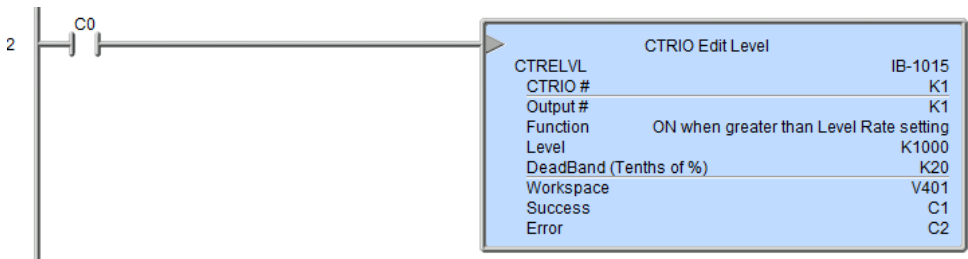 C0
2
CTRIO Edit Level
CTRELVL IB-1015
CTRIO # K1
Output # K1
Function ON when greater than Level Rate setting
Level K1000
DeadBand (Tenths of %) K20
Workspace V401
Success C1
Error C2